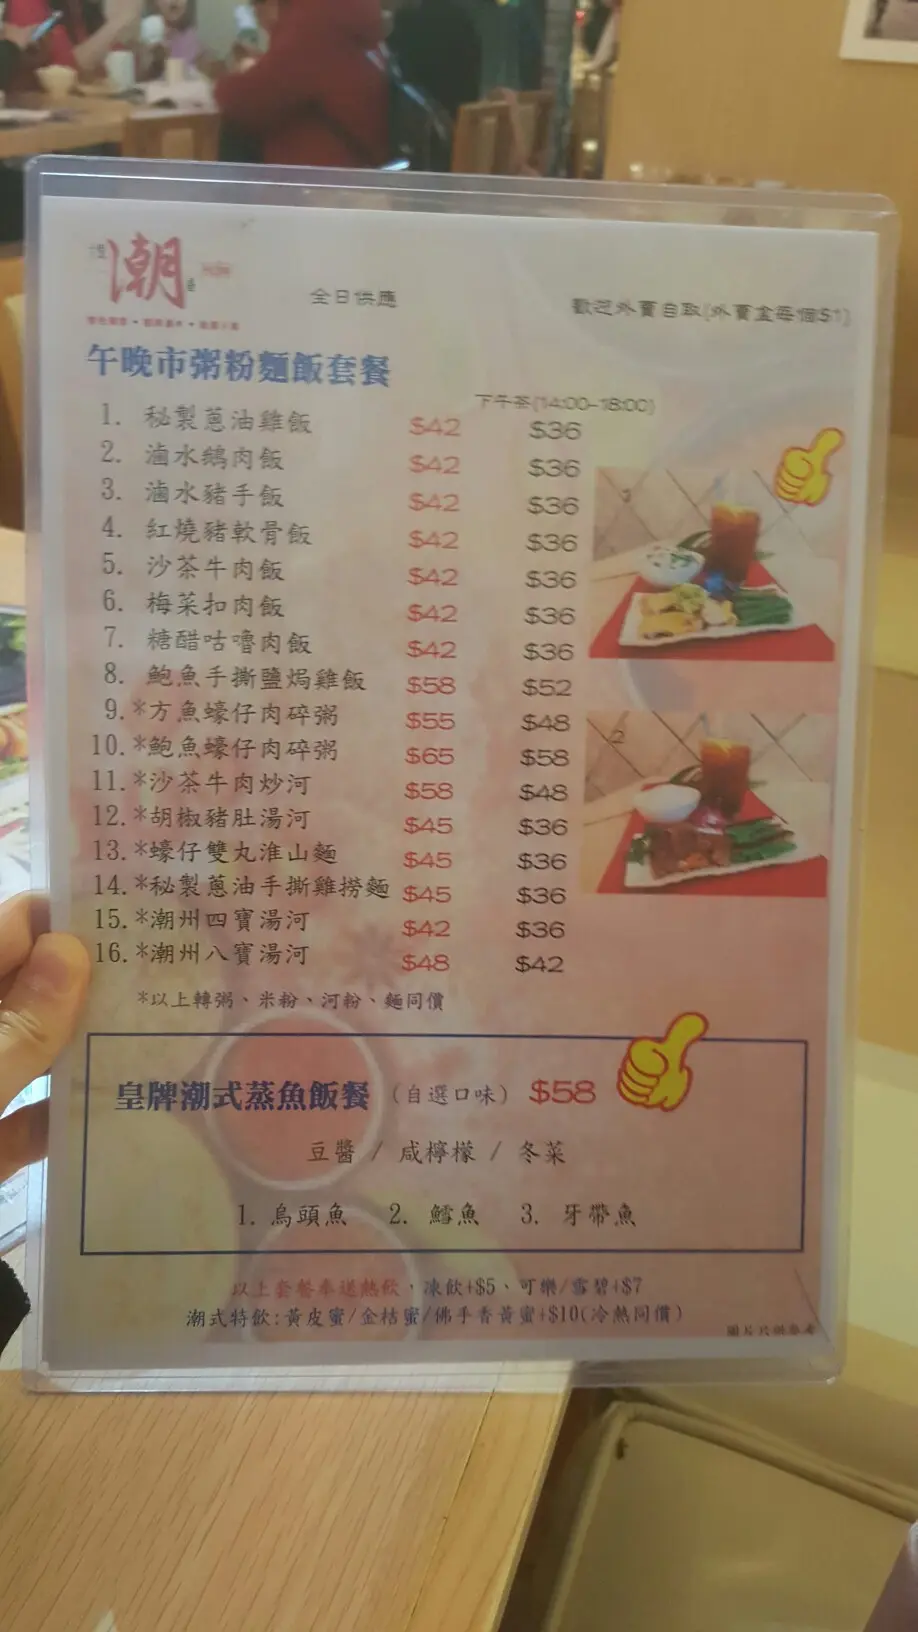 潮
全日供應
歡迎外賣自取(外賣盒每個$1)
午晚市粥粉麵飯套餐
下午茶(14:00-18:00)
1. 秘製蔥油雞飯 $42 $36
2. 滷水鵝肉飯 $42 $36
3. 滷水豬手飯 $42 $36
4. 紅燒豬軟骨飯 $42 $36
5. 沙茶牛肉飯 $42 $36
6. 梅菜扣肉飯 $42 $36
7. 糖醋咕嚕肉飯 $42 $36
8. 鮑魚手撕鹽焗雞飯 $58 $52
9. *方魚蠔仔肉碎粥 $55 $48
10. *鮑魚蠔仔肉碎粥 $65 $58
11. *沙茶牛肉炒河 $58 $48
12. *胡椒豬肚湯河 $45 $36
13. *蠔仔雙丸淮山麵 $45 $36
14. *秘製蔥油手撕雞撈麵 $45 $36
15. *潮州四寶湯河 $42 $36
16. *潮州八寶湯河 $48 $42
*以上轉粥、米粉、河粉、麵同價
皇牌潮式蒸魚飯餐 (自選口味) $58
豆醬 / 咸檸檬 / 冬菜
1. 烏頭魚 2. 鱈魚 3. 牙帶魚
以上套餐奉送熱飲，凍飲+$5、可樂/雪碧+$7
潮式特飲:黃皮蜜/金桔蜜/佛手香黃蜜+$10(冷熱同價)
圖片只供參考